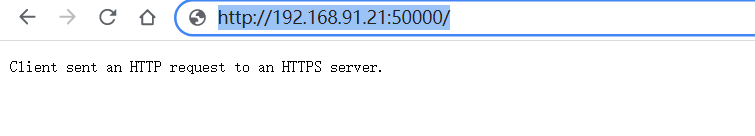 http://192.168.91.21:50000/
Client sent an HTTP request to an HTTPS server.